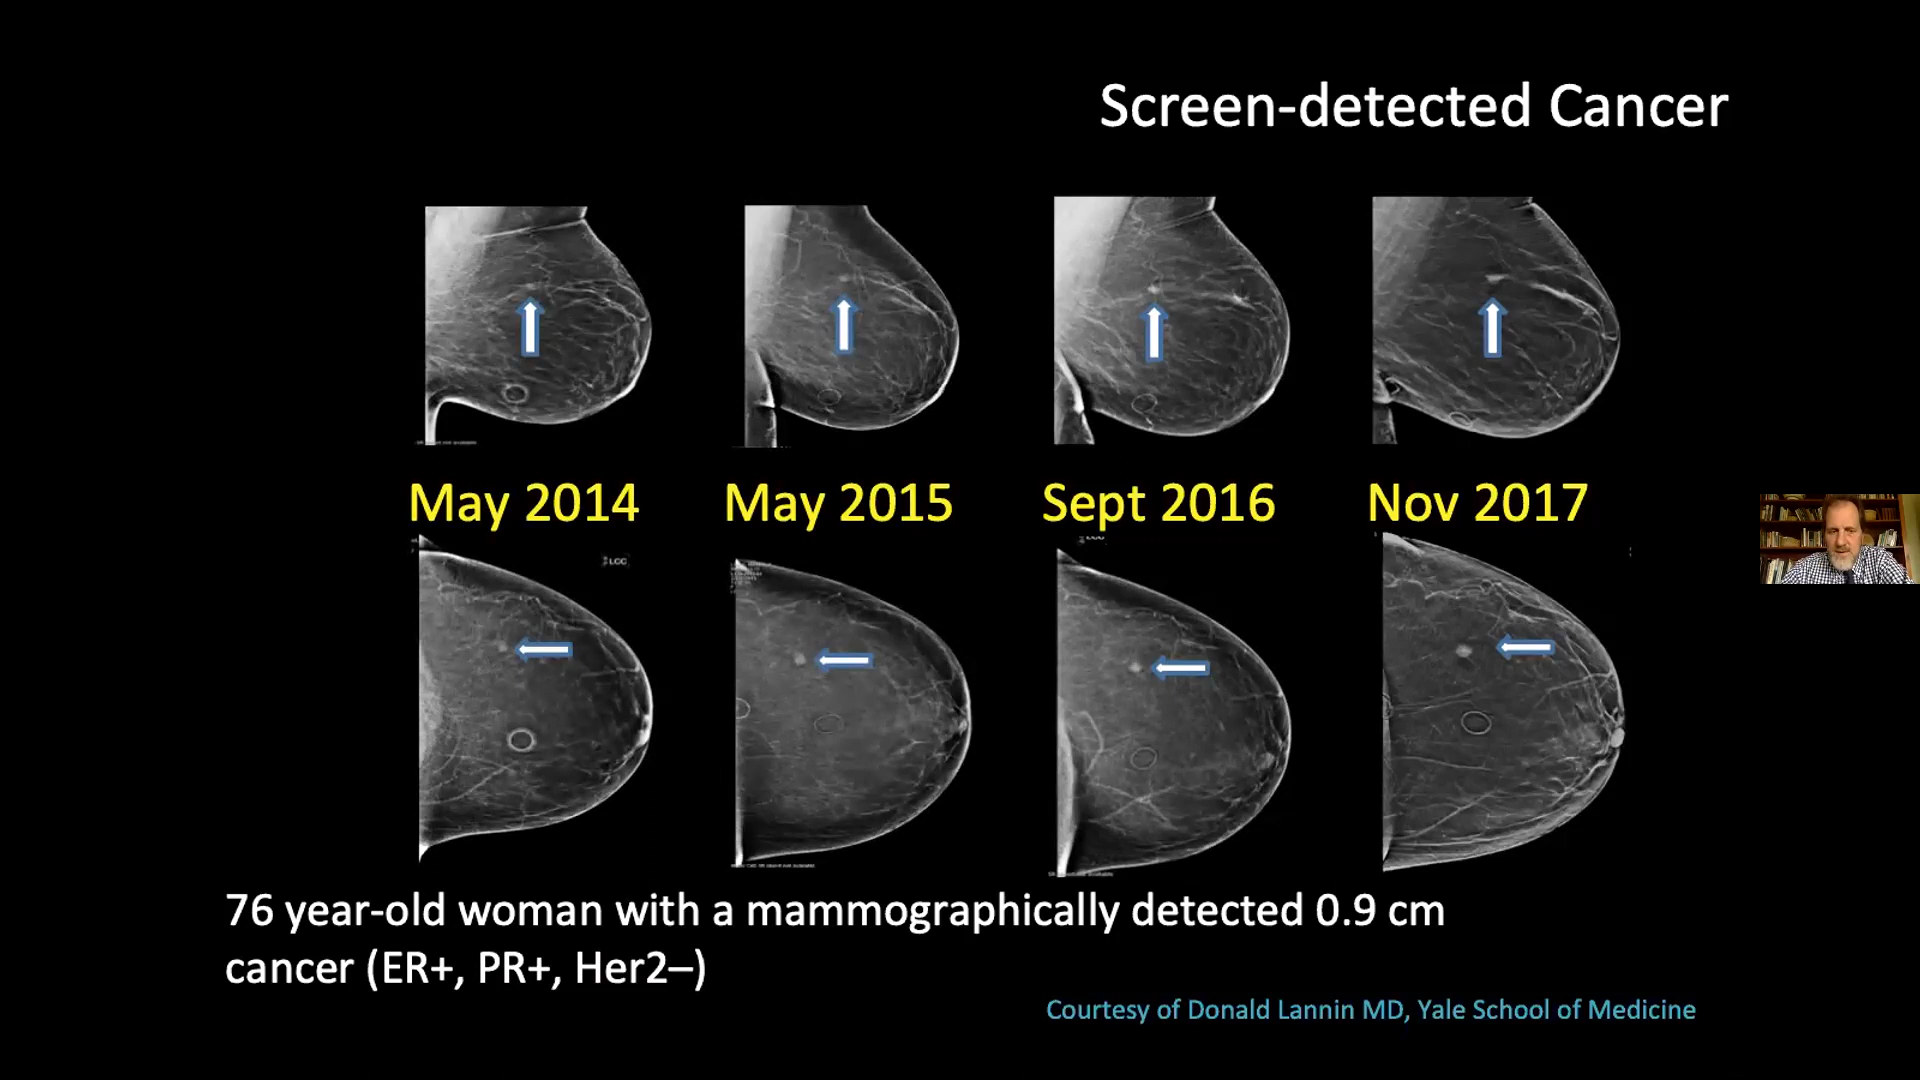 Screen-detected Cancer
May 2014
May 2015
Sept 2016
Nov 2017
LCC
76 year-old woman with a mammographically detected 0.9 cm
cancer (ER+, PR+, Her2–)
Courtesy of Donald Lannin MD, Yale School of Medicine